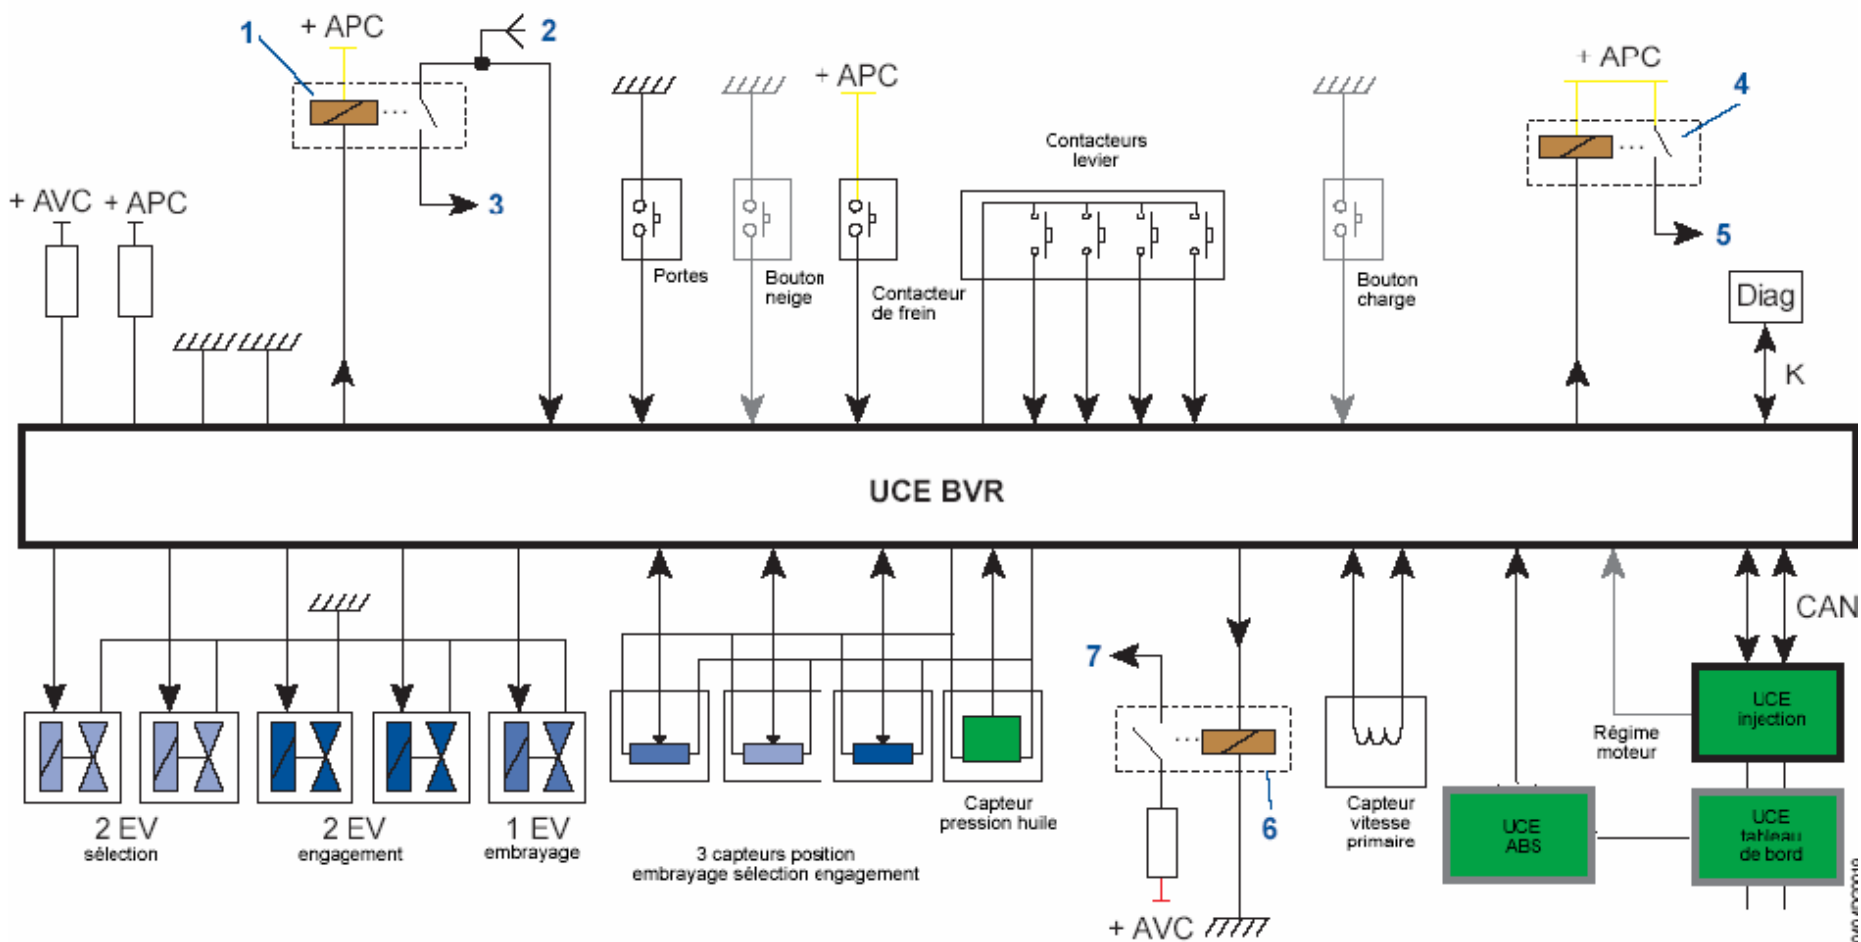 1
+ APC
2
+ APC
+ APC
4
Contacteurs
levier
+ AVC
+ APC
3
5
Portes
Bouton
neige
Contacteur
de frein
Bouton
charge
Diag
K
UCE BVR
CAN
7
UCE
injection
Régime
moteur
6
2 EV
sélection
2 EV
engagement
1 EV
embrayage
Capteur
pression huile
3 capteurs position
embrayage sélection engagement
Capteur
vitesse
primaire
UCE
ABS
UCE
tableau
de bord
+ AVC